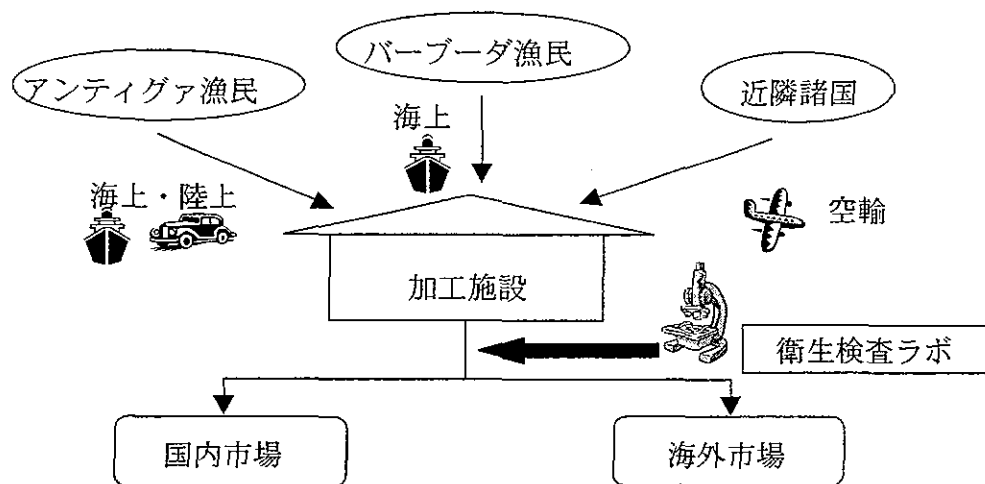 バーブーダ漁民
アンティグァ漁民
近隣諸国
海上
海上・陸上
空輸
加工施設
衛生検査ラボ
国内市場
海外市場